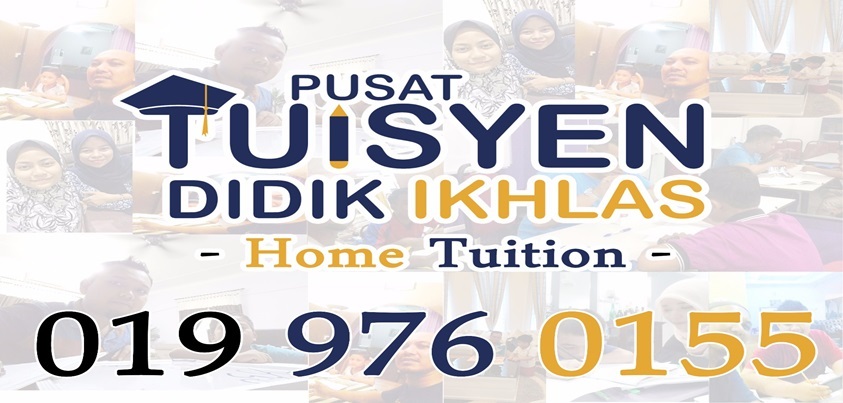 PUSAT
TUiSYEN
DIDIK IKHLAS
- Home Tuition -
019 976 0155